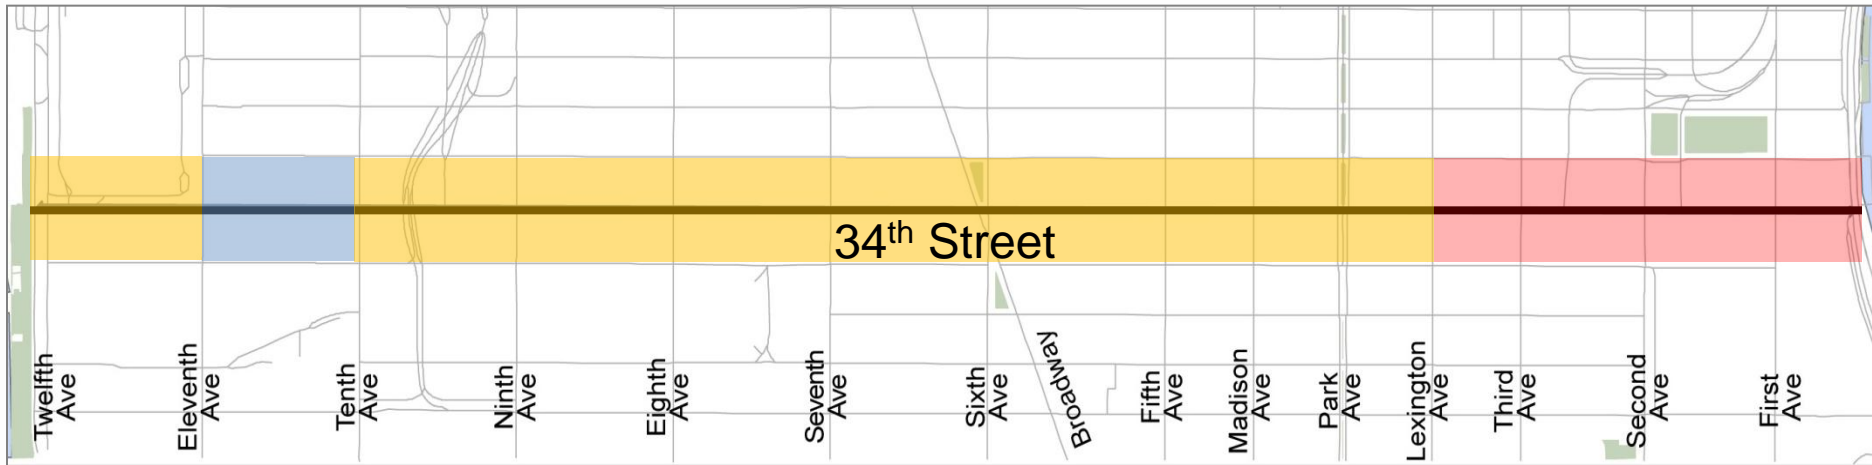 34th Street
Twelfth
Ave
Eleventh
Ave
Tenth
Ave
Ninth
Ave
Eighth
Ave
Seventh
Ave
Sixth
Ave
Broadway
Fifth
Ave
Madison
Ave
Park
Ave
Lexington
Ave
Third
Ave
Second
Ave
First
Ave